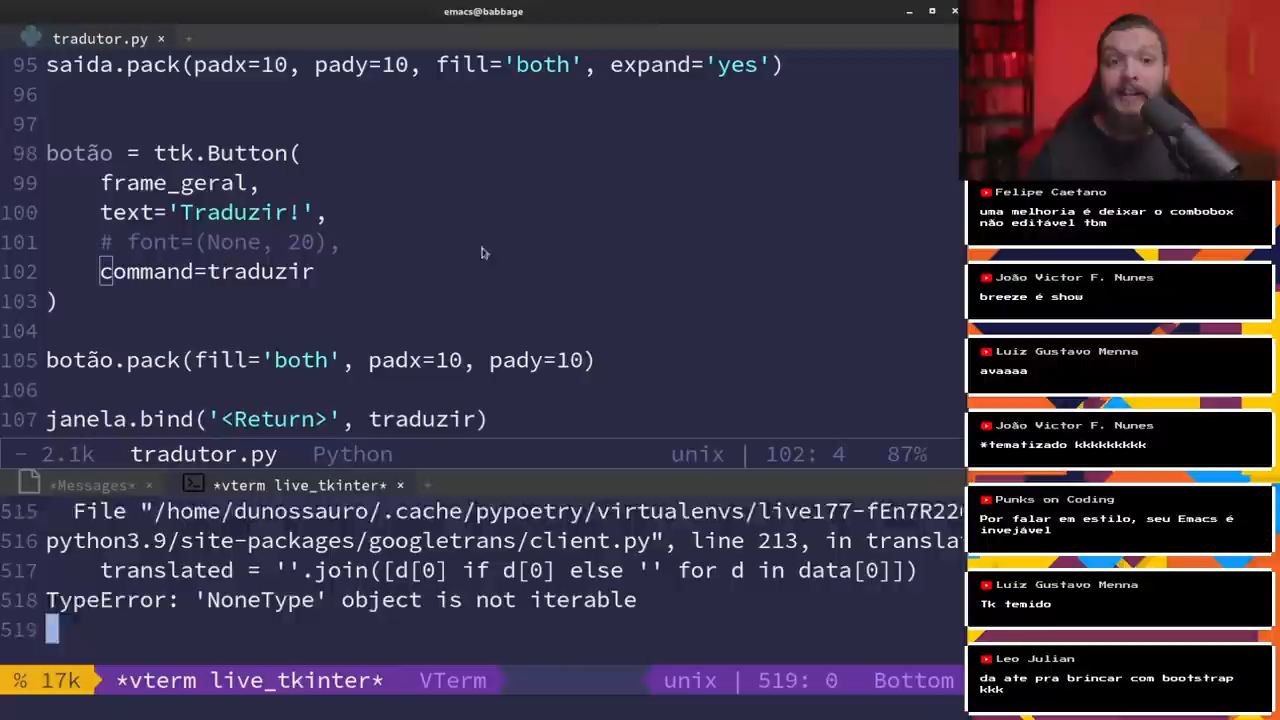 emacs@babbage
tradutor.py ×
95 saida.pack(padx=10, pady=10, fill='both', expand='yes')
96
97
98 botão = ttk.Button(
99     frame_geral,
100     text='Traduzir!',
101     # font=(None, 20),
102     command=traduzir
103 )
104
105 botão.pack(fill='both', padx=10, pady=10)
106
107 janela.bind('<Return>', traduzir)
− 2.1k tradutor.py Python unix | 102: 4 87%
*Messages* × *vterm live_tkinter* ×
515   File "/home/dunossauro/.cache/pypoetry/virtualenvs/live177-fEn7R22
516 python3.9/site-packages/googletrans/client.py", line 213, in transla
517     translated = ''.join([d[0] if d[0] else '' for d in data[0]])
518 TypeError: 'NoneType' object is not iterable
519
% 17k *vterm live_tkinter* VTerm unix | 519: 0 Bottom
Felipe Caetano
uma melhoria é deixar o combobox
não editável tbm
João Victor F. Nunes
breeze é show
Luiz Gustavo Menna
avaaaa
João Victor F. Nunes
*tematizado kkkkkkkkk
Punks on Coding
Por falar em estilo, seu Emacs é
invejável
Luiz Gustavo Menna
Tk temido
Leo Julian
da ate pra brincar com bootstrap
kkk